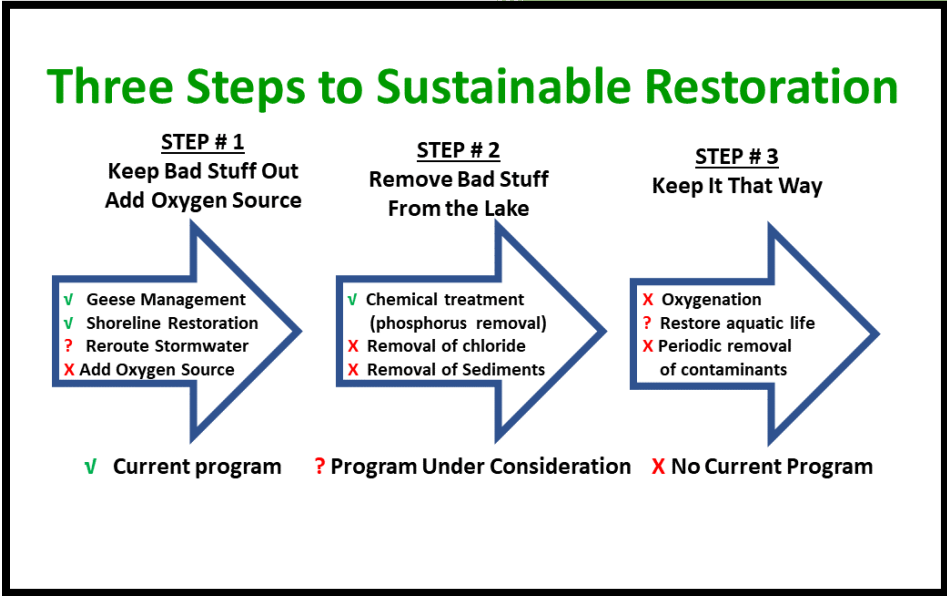 Three Steps to Sustainable Restoration
STEP # 1
Keep Bad Stuff Out
Add Oxygen Source
√ Geese Management
√ Shoreline Restoration
? Reroute Stormwater
X Add Oxygen Source
STEP # 2
Remove Bad Stuff
From the Lake
√ Chemical treatment
(phosphorus removal)
X Removal of chloride
X Removal of Sediments
STEP # 3
Keep It That Way
X Oxygenation
? Restore aquatic life
X Periodic removal
of contaminants
√ Current program
? Program Under Consideration
X No Current Program